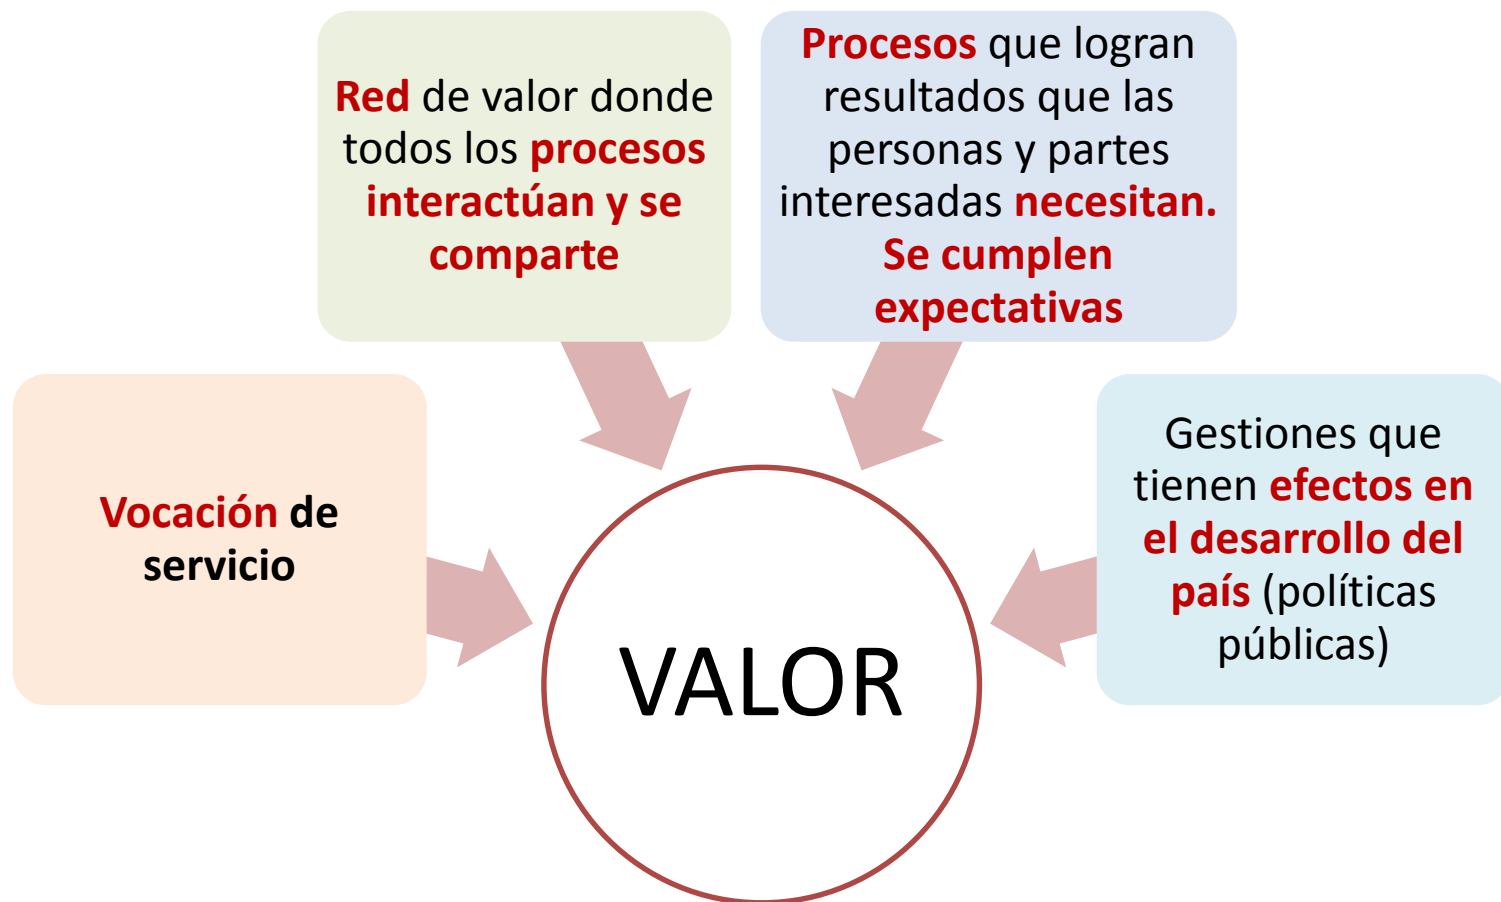 Red de valor donde
todos los procesos
interactúan y se
comparte
Procesos que logran
resultados que las
personas y partes
interesadas necesitan.
Se cumplen
expectativas
Vocación de
servicio
Gestiones que
tienen efectos en
el desarrollo del
país (políticas
públicas)
VALOR